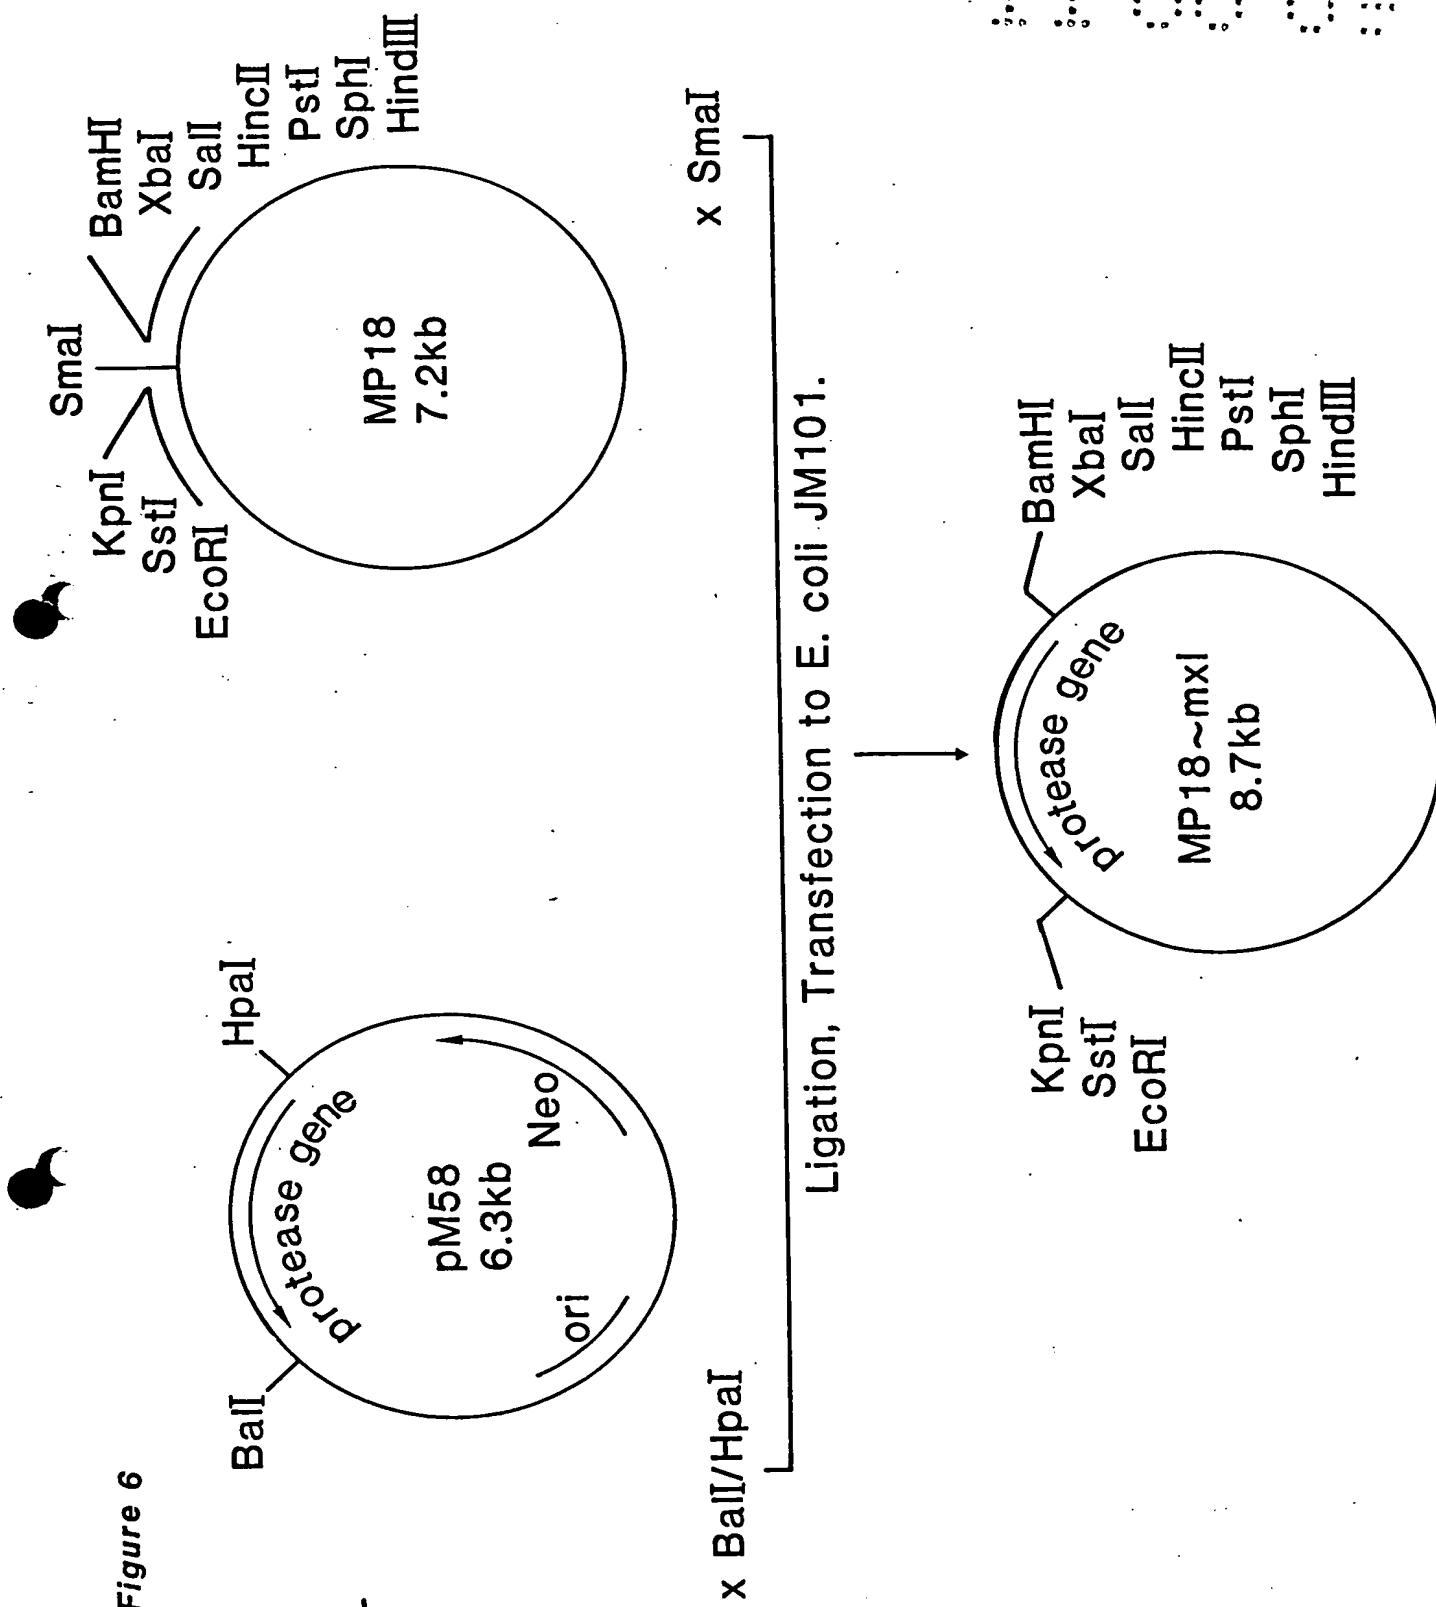 Figure 6
BalI
HpaI
protease gene
pM58
6.3kb
ori
Neo
SmaI
KpnI
SstI
EcoRI
BamHI
XbaI
SalI
HincII
PstI
SphI
HindIII
MP18
7.2kb
x BalI/HpaI
x SmaI
Ligation, Transfection to E. coli JM101.
KpnI
SstI
EcoRI
protease gene
MP18~mxI
8.7kb
BamHI
XbaI
SalI
HincII
PstI
SphI
HindIII